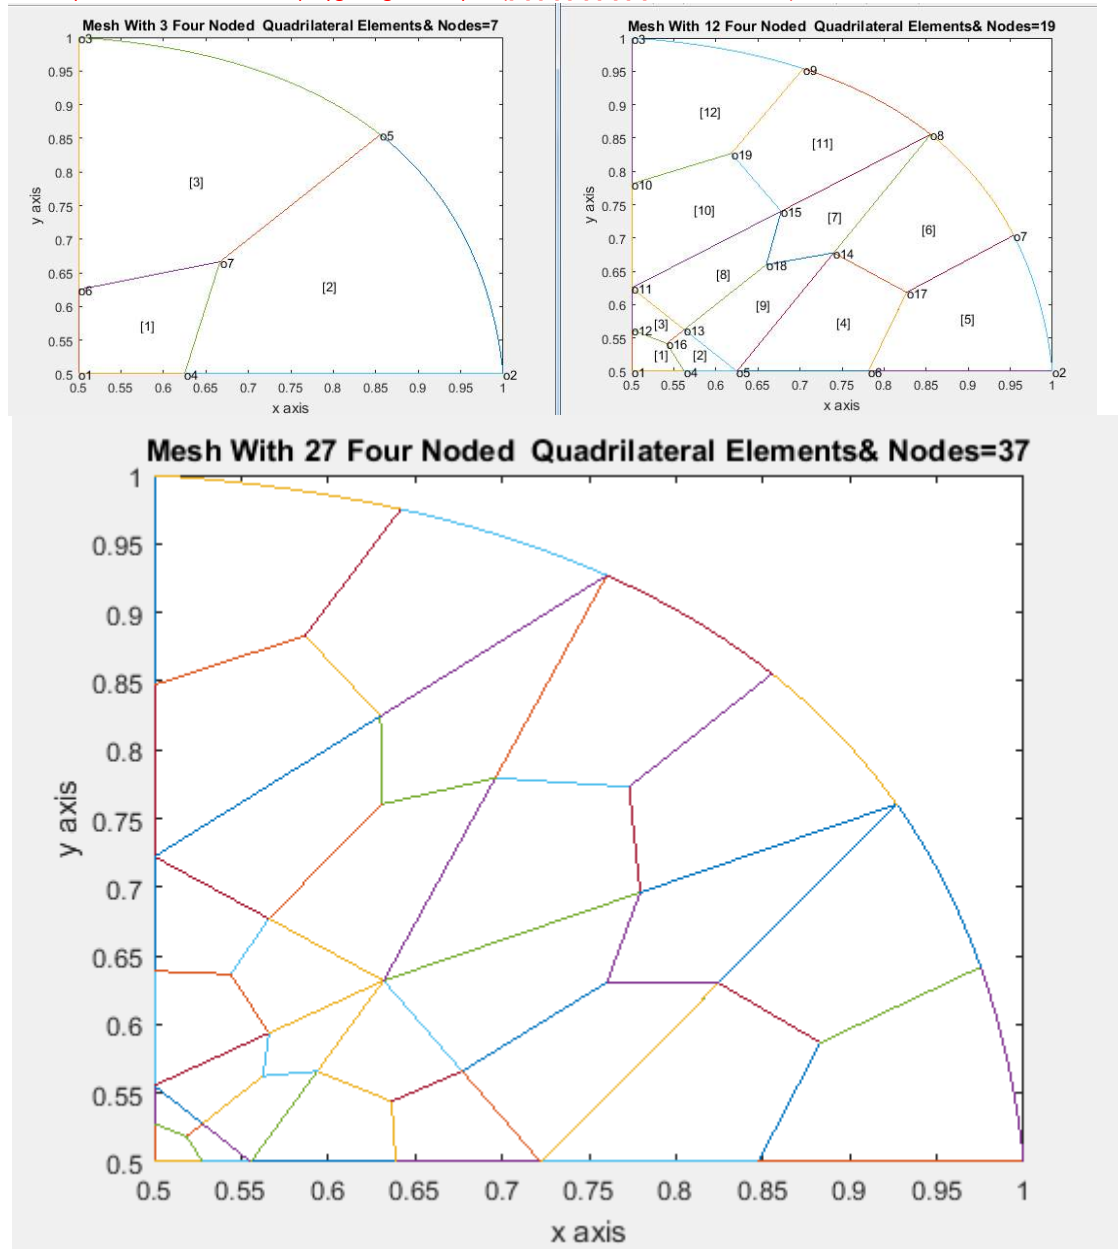 Mesh With 3 Four Noded Quadrilateral Elements& Nodes=7
1
0.95
0.9
0.85
0.8
0.75
0.7
0.65
0.6
0.55
0.5
y axis
o3
o5
[3]
o7
o6
[2]
[1]
o1
o4
o2
0.5 0.55 0.6 0.65 0.7 0.75 0.8 0.85 0.9 0.95 1
x axis
Mesh With 12 Four Noded Quadrilateral Elements& Nodes=19
1
0.95
0.9
0.85
0.8
0.75
0.7
0.65
0.6
0.55
0.5
y axis
o3
o9
[12]
[11]
o8
o19
o10
[10]
o15
[7]
[6]
o7
o14
o18
[8]
o11
o17
[9]
[3]
o12
o13
[4]
[5]
o16
[1]
[2]
o1
o4
o5
o6
o2
0.5 0.55 0.6 0.65 0.7 0.75 0.8 0.85 0.9 0.95 1
x axis
Mesh With 27 Four Noded Quadrilateral Elements& Nodes=37
1
0.95
0.9
0.85
0.8
0.75
0.7
0.65
0.6
0.55
0.5
y axis
0.5 0.55 0.6 0.65 0.7 0.75 0.8 0.85 0.9 0.95 1
x axis